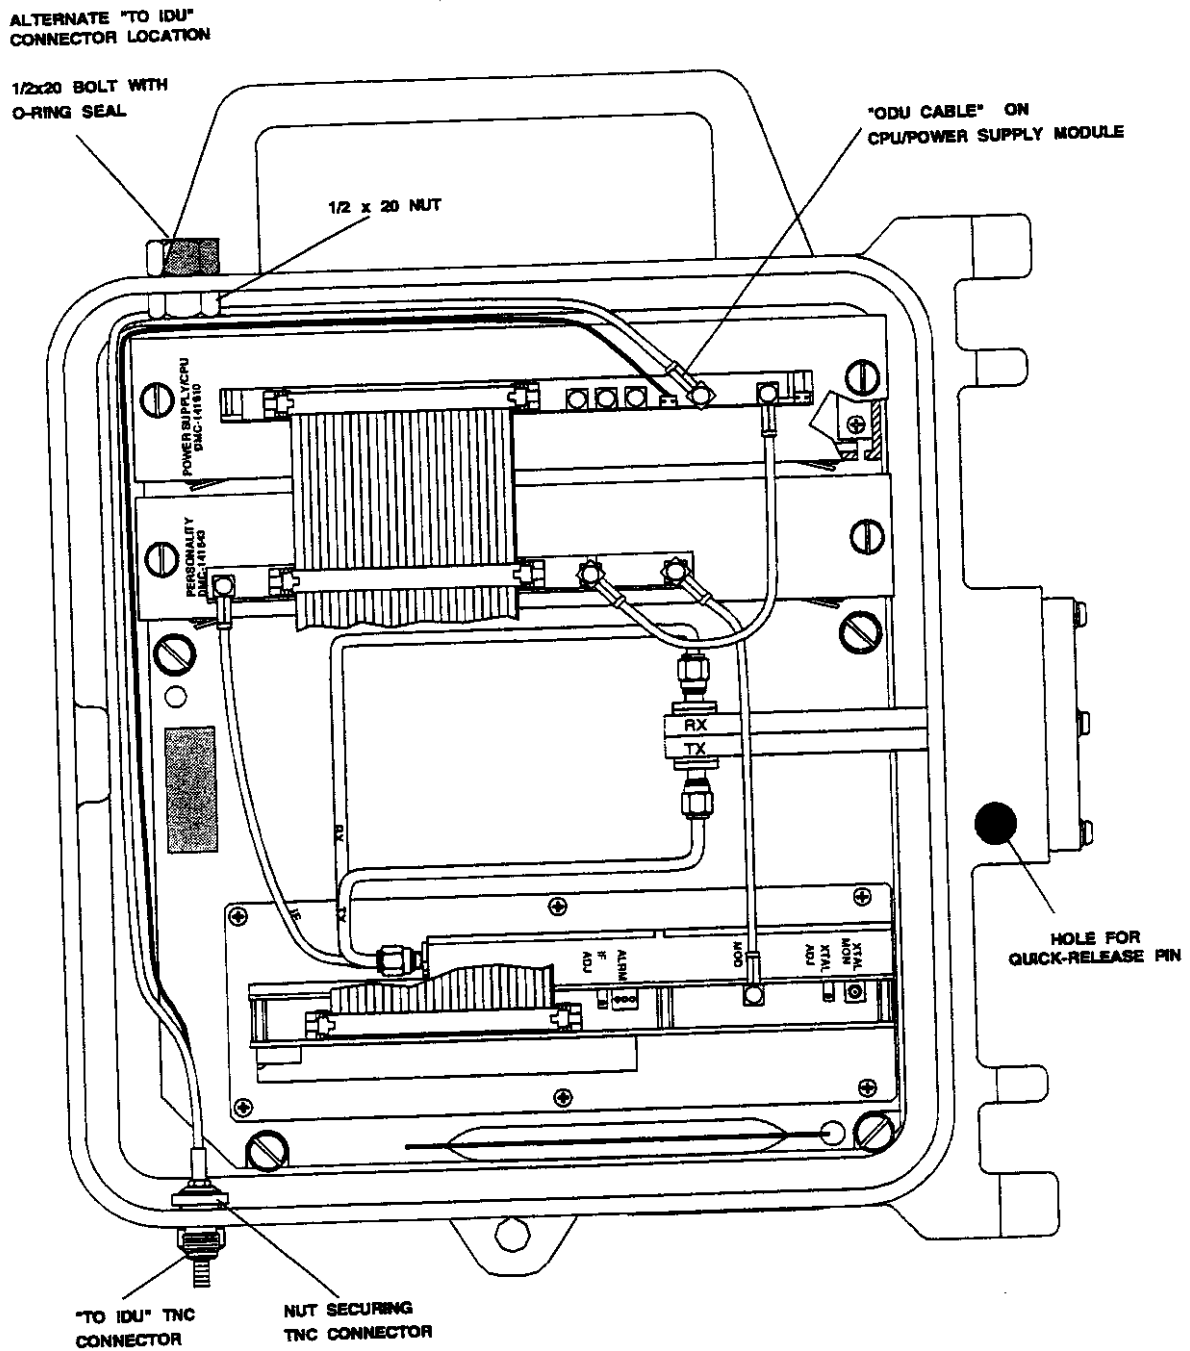 ALTERNATE "TO IDU"
CONNECTOR LOCATION
1/2x20 BOLT WITH
O-RING SEAL
"ODU CABLE" ON
CPU/POWER SUPPLY MODULE
1/2 x 20 NUT
POWER SUPPLY/CPU
DMC-141610
PERSONALITY
DMC-141643
RX
TX
RX
TX
IF
IF
ADJ
ALRM
MOD
XTAL
ADJ
XTAL
MON
HOLE FOR
QUICK-RELEASE PIN
"TO IDU" TNC
CONNECTOR
NUT SECURING
TNC CONNECTOR